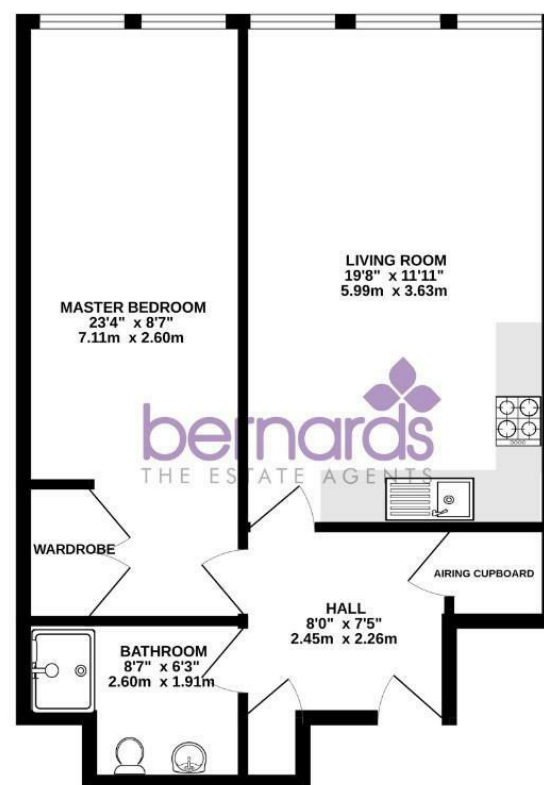 LIVING ROOM
19'8" x 11'11"
5.99m x 3.63m
MASTER BEDROOM
23'4" x 8'7"
7.11m x 2.60m
bernards
THE ESTATE AGENTS
WARDROBE
AIRING CUPBOARD
HALL
8'0" x 7'5"
2.45m x 2.26m
BATHROOM
8'7" x 6'3"
2.60m x 1.91m